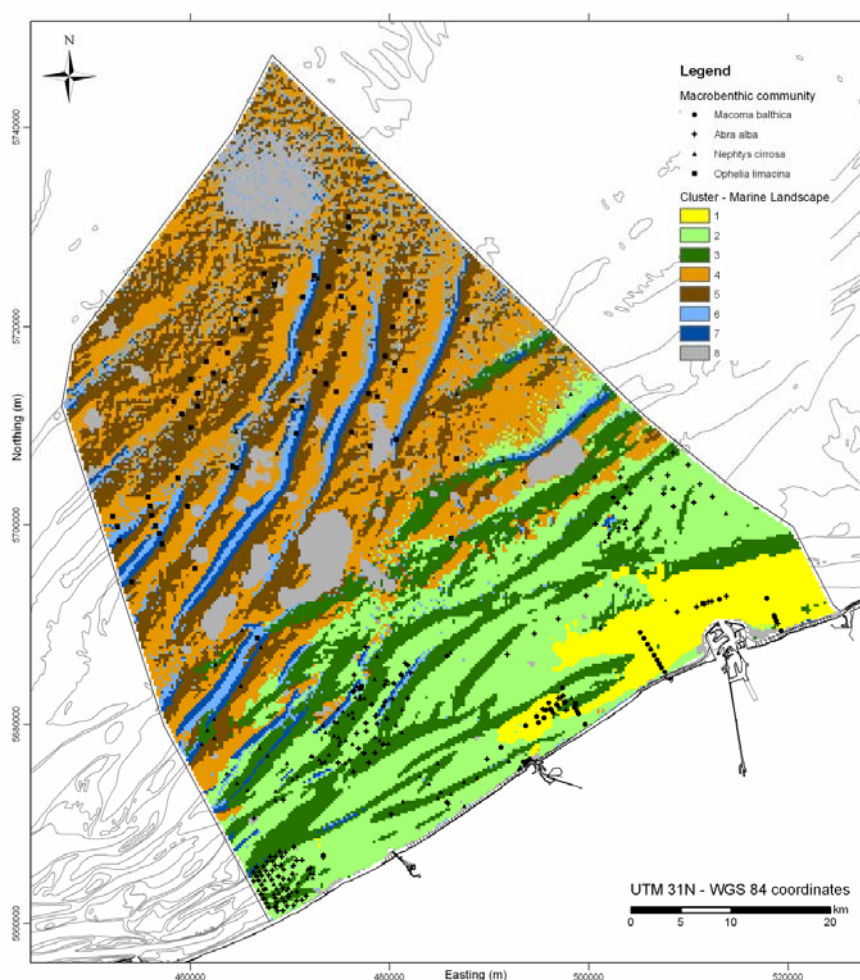 N
Legend
Macrobenthic community
Macoma balthica
Abra alba
Nephtys cirrosa
Ophelia limacina
Cluster - Marine Landscape
1
2
3
4
5
6
7
8
5740000
5720000
5700000
5680000
5660000
Northing (m)
UTM 31N - WGS 84 coordinates
km
0 5 10 20
460000 480000 500000 520000
Easting (m)